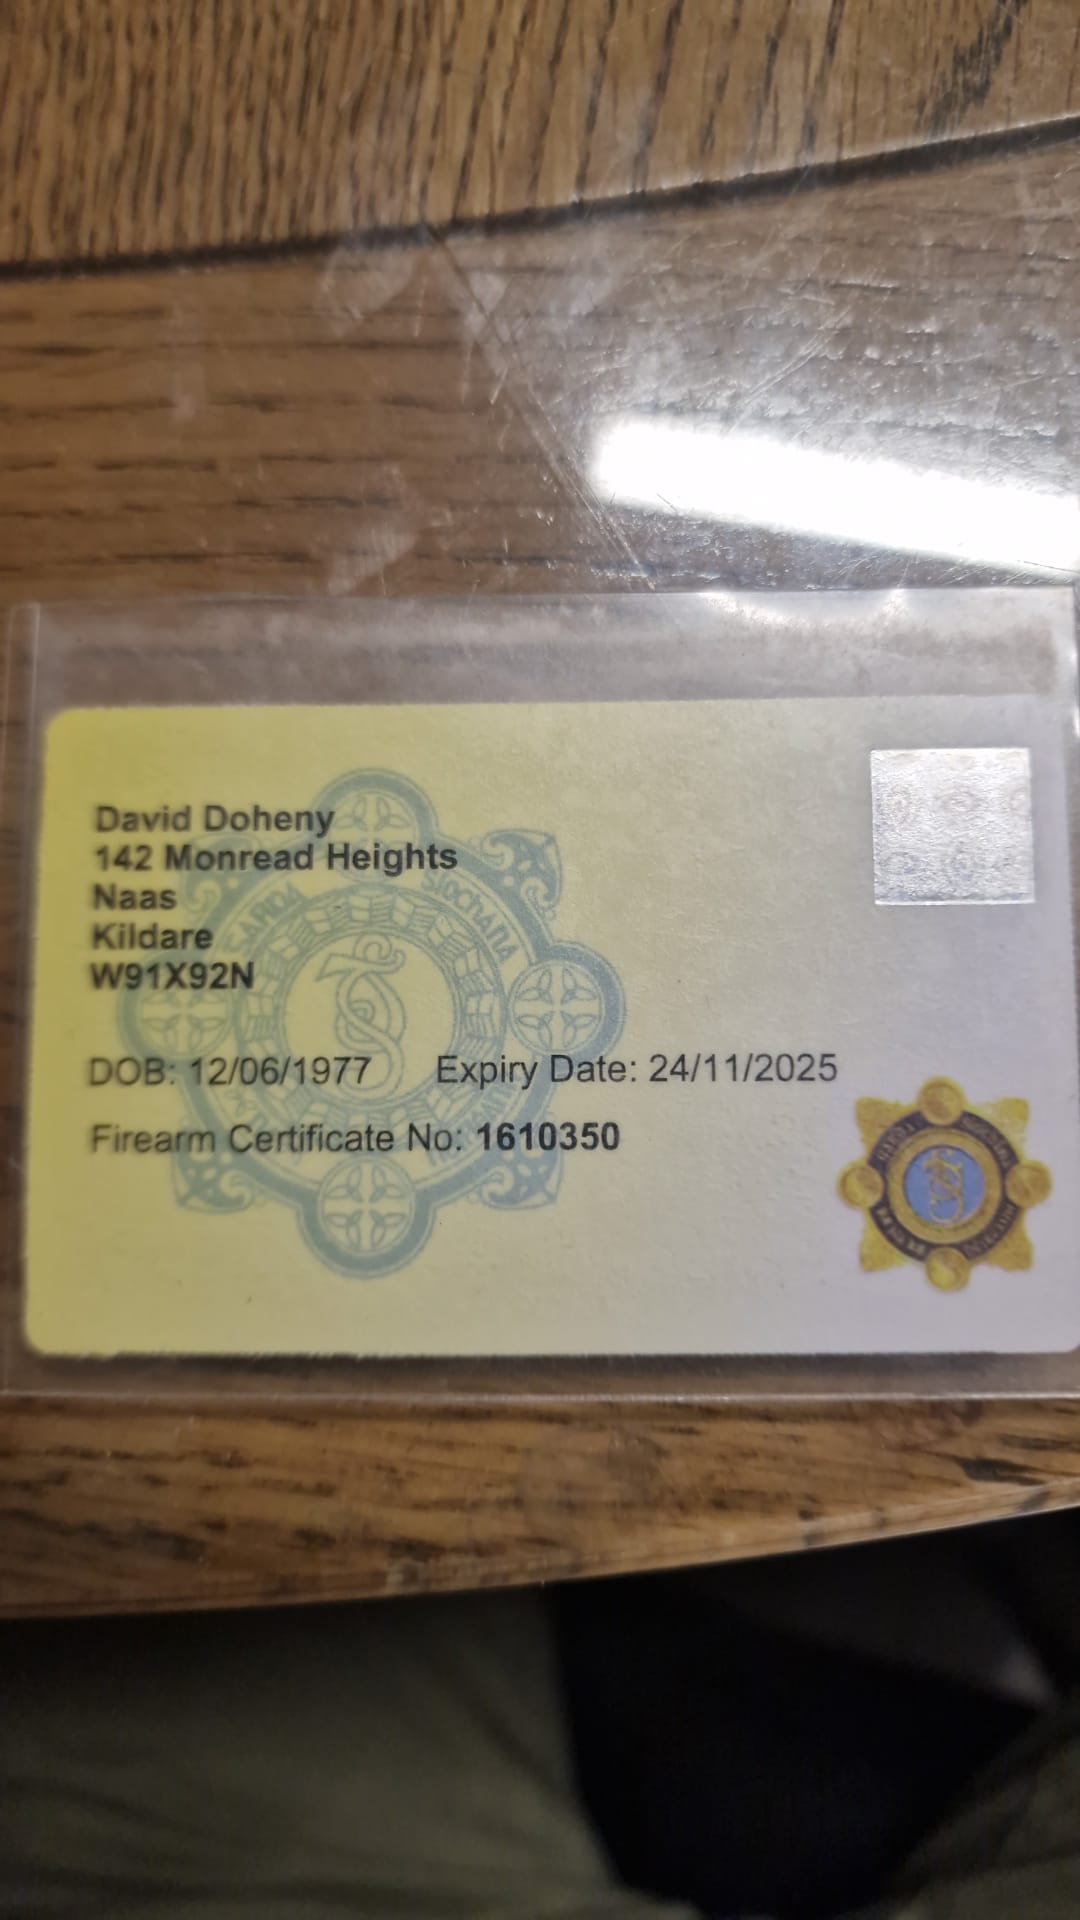 David Doheny
142 Monread Heights
Naas
Kildare
W91X92N
DOB: 12/06/1977 Expiry Date: 24/11/2025
Firearm Certificate No: 1610350
SÍOCHÁNA